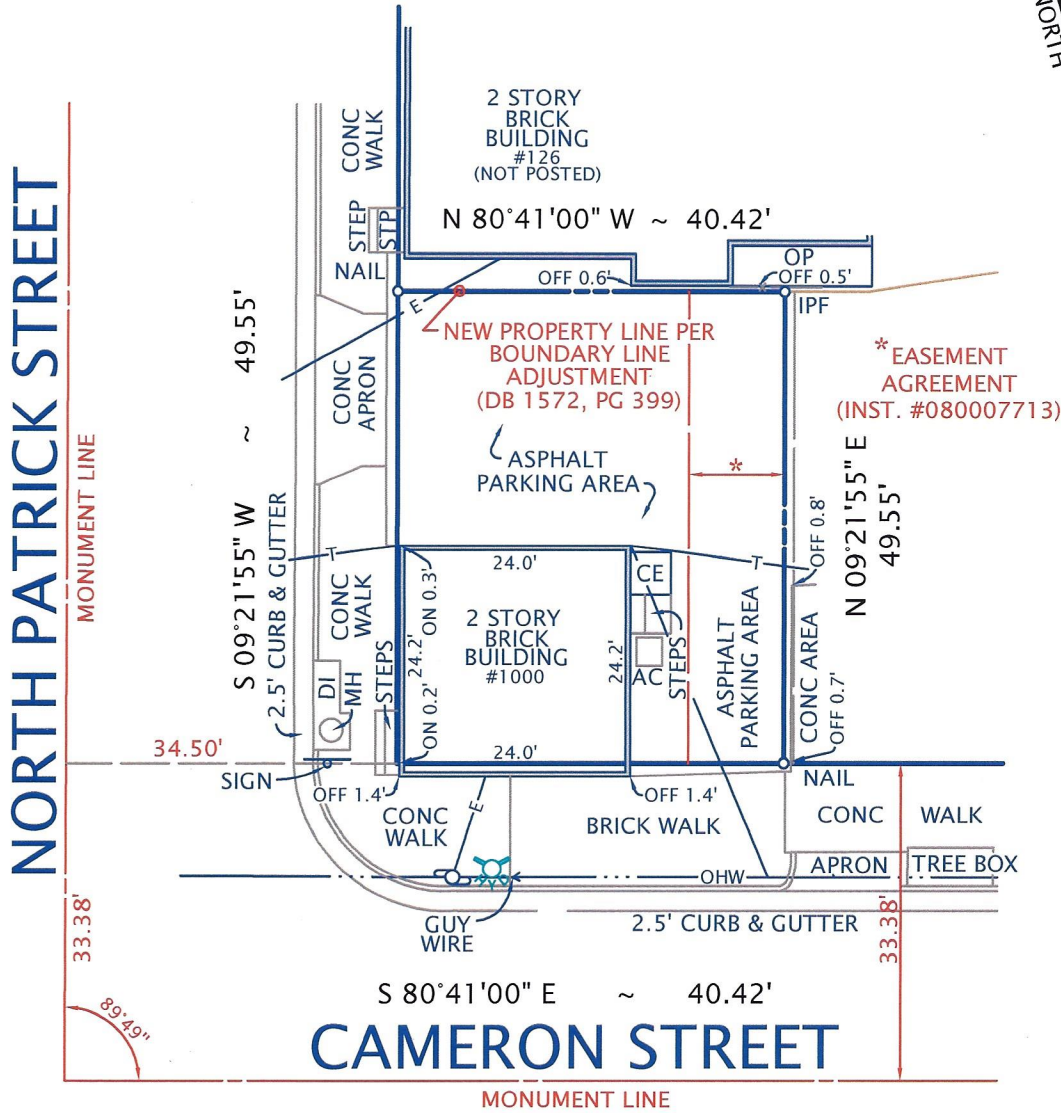 NORTH
2 STORY
BRICK
BUILDING
#126
(NOT POSTED)
CONC
WALK
STEP
STP
N 80°41'00" W ~ 40.42'
NAIL
OP
OFF 0.6'
OFF 0.5'
IPF
E
NEW PROPERTY LINE PER
BOUNDARY LINE
ADJUSTMENT
(DB 1572, PG 399)
*EASEMENT
AGREEMENT
(INST. #080007713)
*
CONC
APRON
ASPHALT
PARKING AREA
S 09°21'55" W ~ 49.55'
N 09°21'55" E
49.55'
NORTH PATRICK STREET
MONUMENT LINE
2.5' CURB & GUTTER
T
CONC
WALK
ON 0.3'
24.0'
CE
T
OFF 0.8'
2 STORY
BRICK
BUILDING
#1000
24.2'
24.2'
STEPS
AC
ASPHALT
PARKING AREA
CONC AREA
DI
MH
STEPS
ON 0.2'
24.0'
OFF 0.7'
34.50'
SIGN
OFF 1.4'
OFF 1.4'
NAIL
CONC
WALK
E
BRICK WALK
CONC WALK
APRON
TREE BOX
OHW
GUY
WIRE
2.5' CURB & GUTTER
33.38'
33.38'
89°49"
S 80°41'00" E ~ 40.42'
CAMERON STREET
MONUMENT LINE